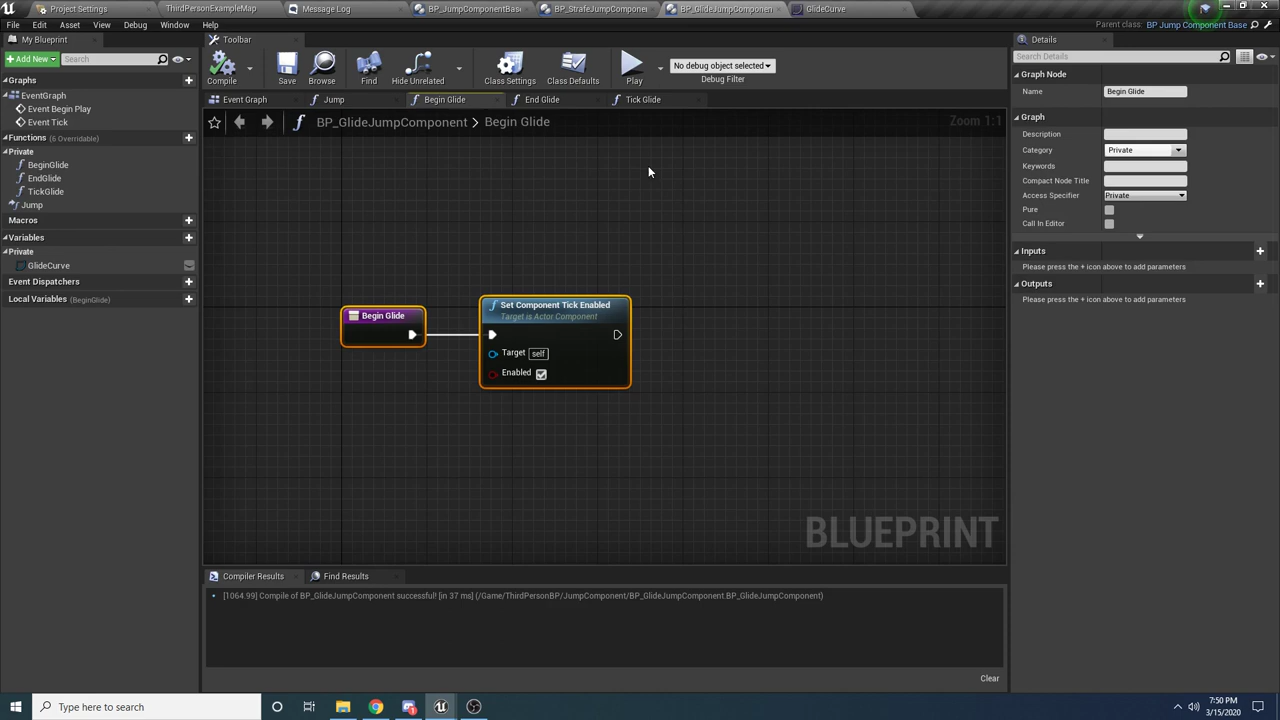 Project Settings
ThirdPersonExampleMap
Message Log
BP_JumpComponentBase
BP_StrafeJumpComponent
BP_GlideJumpComponent
GlideCurve
File Edit Asset View Debug Window Help
Parent class: BP Jump Component Base
My Blueprint
Toolbar
Details
Add New
Search
Search Details
Compile
Save
Browse
Find
Hide Unrelated
Class Settings
Class Defaults
Play
No debug object selected
Debug Filter
Graphs
EventGraph
Event Begin Play
Event Tick
Functions (6 Overridable)
Private
BeginGlide
EndGlide
TickGlide
Jump
Macros
Variables
Private
GlideCurve
Event Dispatchers
Local Variables (BeginGlide)
Event Graph
Jump
Begin Glide
End Glide
Tick Glide
BP_GlideJumpComponent > Begin Glide
Zoom 1:1
Begin Glide
Set Component Tick Enabled
Target is Actor Component
Target self
Enabled
BLUEPRINT
Graph Node
Name Begin Glide
Graph
Description
Category Private
Keywords
Compact Node Title
Access Specifier Private
Pure
Call In Editor
Inputs
Please press the + icon above to add parameters
Outputs
Please press the + icon above to add parameters
Compiler Results
Find Results
[1064.99] Compile of BP_GlideJumpComponent successful! [in 37 ms] (/Game/ThirdPersonBP/JumpComponent/BP_GlideJumpComponent.BP_GlideJumpComponent)
Clear
Type here to search
7:50 PM
3/15/2020